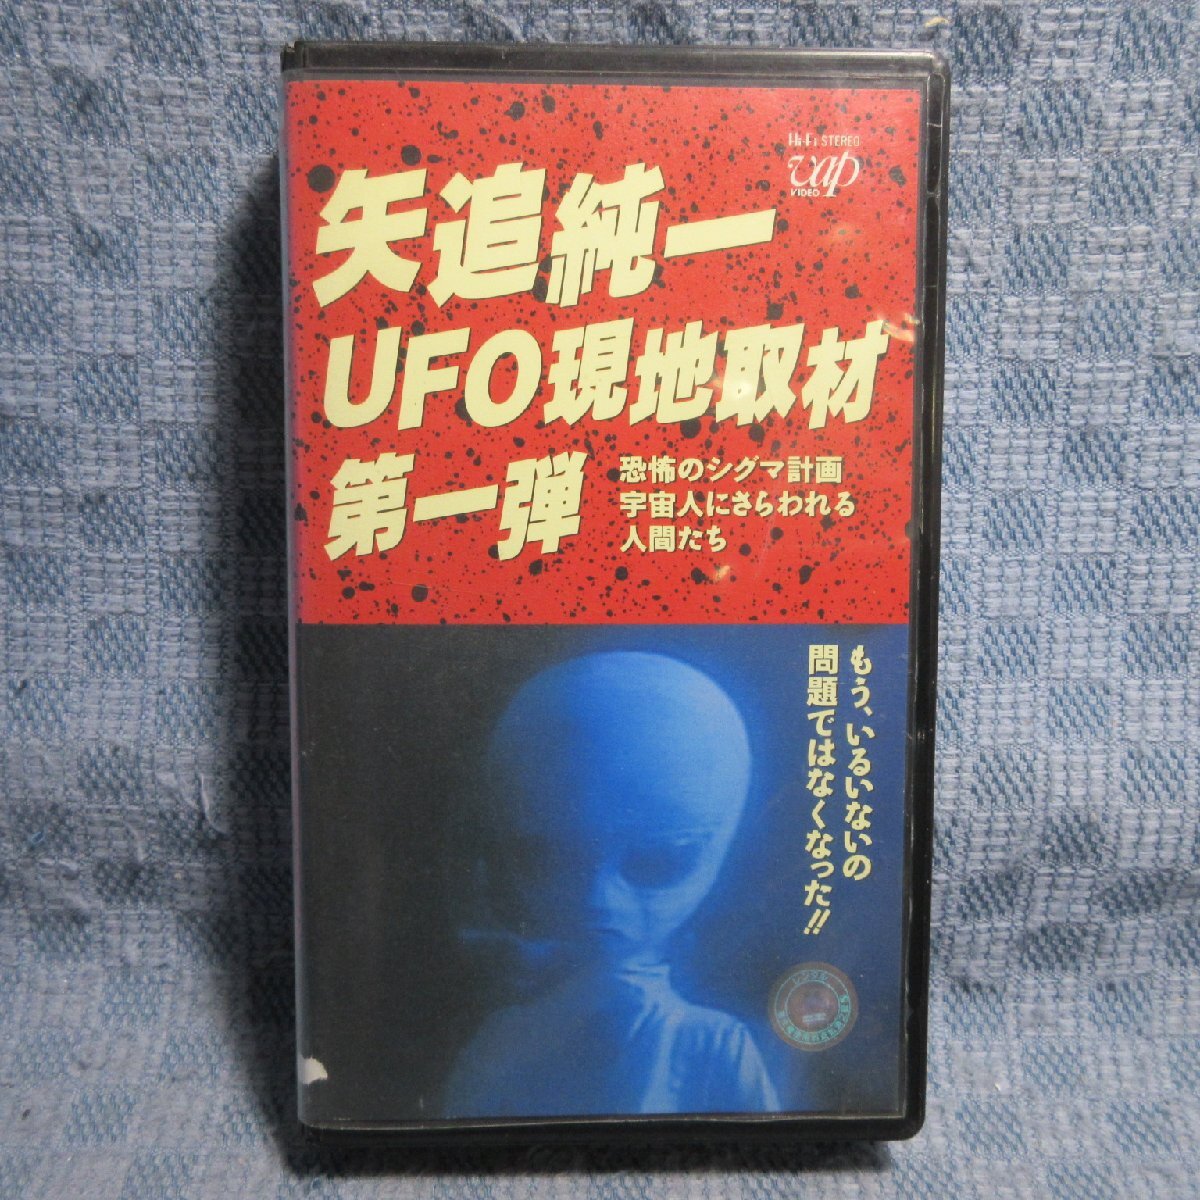 Hi-Fi STEREO
vap
VIDEO
矢追純一
UFO現地取材
第一弾
恐怖のシグマ計画
宇宙人にさらわれる
人間たち
もう、いるいないの
問題ではなくなった!!